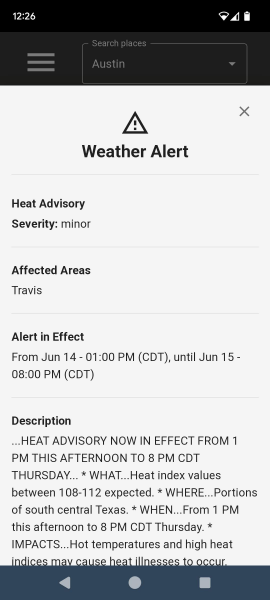 12:26
Search places
Austin
Weather Alert
Heat Advisory
Severity: minor
Affected Areas
Travis
Alert in Effect
From Jun 14 - 01:00 PM (CDT), until Jun 15 -
08:00 PM (CDT)
Description
...HEAT ADVISORY NOW IN EFFECT FROM 1
PM THIS AFTERNOON TO 8 PM CDT
THURSDAY... * WHAT...Heat index values
between 108-112 expected. * WHERE...Portions
of south central Texas. * WHEN...From 1 PM
this afternoon to 8 PM CDT Thursday. *
IMPACTS...Hot temperatures and high heat
indices may cause heat illnesses to occur.